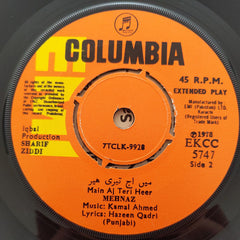 COLUMBIA
45 R.P.M.
EXTENDED PLAY
Manufactured by
EMI (Pakistan) LTD.
Karachi
(Registered Users of
Trade Mark)
Iqbal
Production
SHARIF
ZIDDI
S
7TCLK-9920
℗1978
EKCC
5747
Side 2
میں اج تیری ہیر
Main Aj Teri Heer
MEHNAZ
Music: Kamal Ahmed
Lyrics: Hazeen Qadri
(Punjabi)